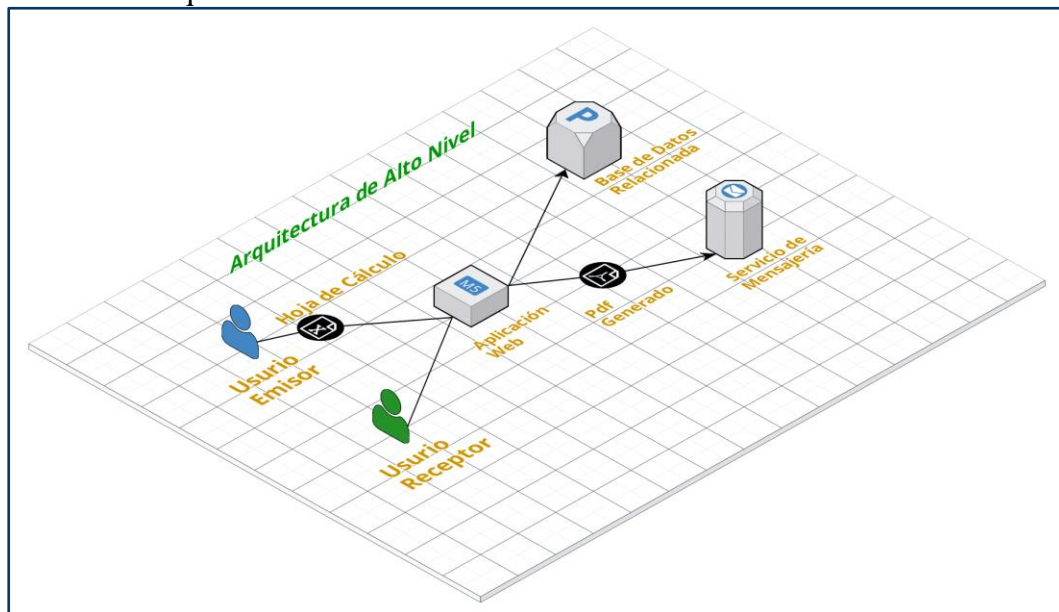 Arquitectura de Alto Nivel
P
Base de Datos
Relacionada
Servicio de
Mensajería
Hoja de Cálculo
M5
Pdf
Generado
Aplicación
Web
Usurio
Emisor
Usurio
Receptor